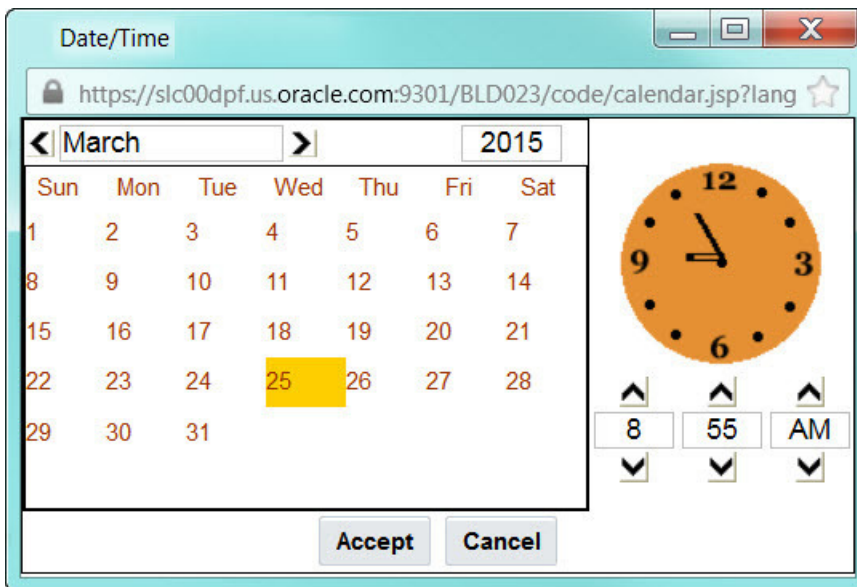 Date/Time
https://slc00dpf.us.oracle.com:9301/BLD023/code/calendar.jsp?lang
March 2015
Sun Mon Tue Wed Thu Fri Sat
1 2 3 4 5 6 7
8 9 10 11 12 13 14
15 16 17 18 19 20 21
22 23 24 25 26 27 28
29 30 31
12
9 3
6
8 55 AM
Accept Cancel